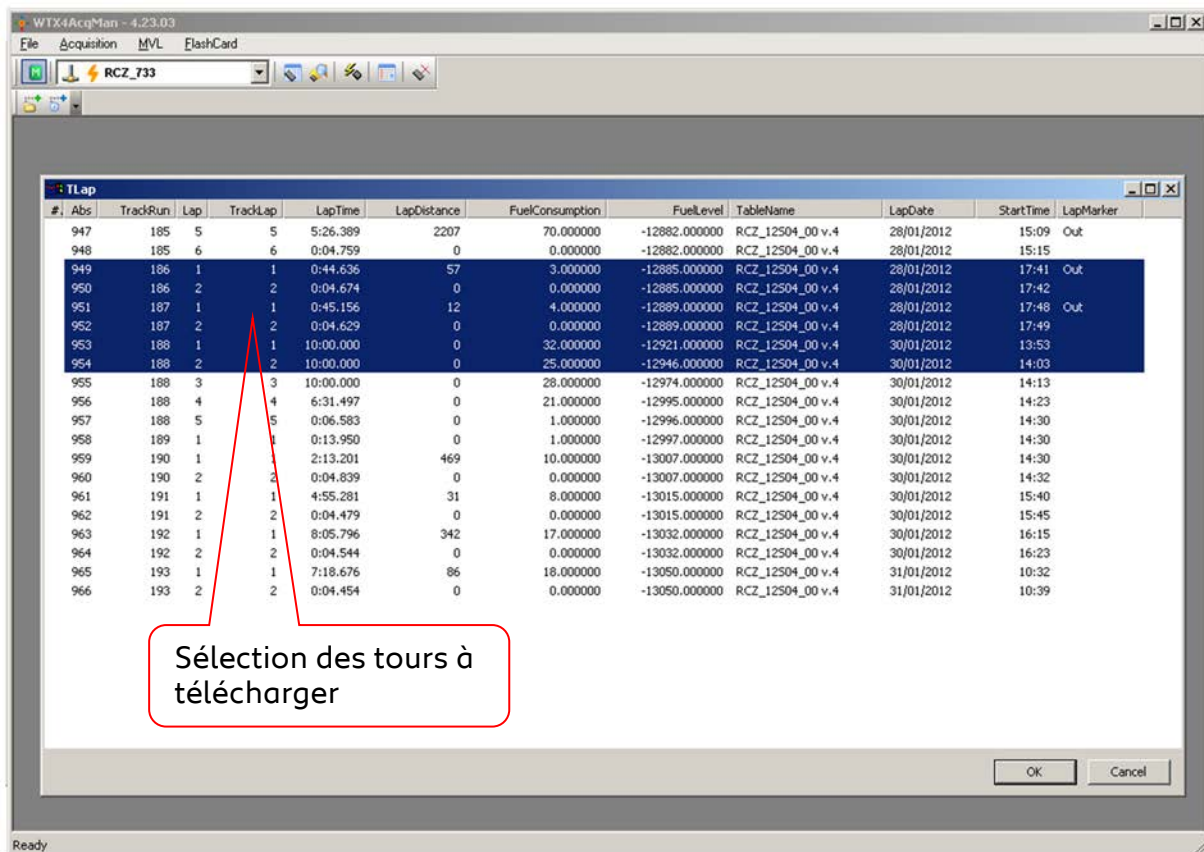 WTX4AcqMan - 4.23.03
File Acquisition MVL FlashCard
RCZ_733
TLap
#. Abs TrackRun Lap TrackLap LapTime LapDistance FuelConsumption FuelLevel TableName LapDate StartTime LapMarker
947 185 5 5 5:26.389 2207 70.000000 -12882.000000 RCZ_12S04_00 v.4 28/01/2012 15:09 Out
948 185 6 6 0:04.759 0 0.000000 -12882.000000 RCZ_12S04_00 v.4 28/01/2012 15:15
949 186 1 1 0:44.636 57 3.000000 -12885.000000 RCZ_12S04_00 v.4 28/01/2012 17:41 Out
950 186 2 2 0:04.674 0 0.000000 -12885.000000 RCZ_12S04_00 v.4 28/01/2012 17:42
951 187 1 1 0:45.156 12 4.000000 -12889.000000 RCZ_12S04_00 v.4 28/01/2012 17:48 Out
952 187 2 2 0:04.629 0 0.000000 -12889.000000 RCZ_12S04_00 v.4 28/01/2012 17:49
953 188 1 1 10:00.000 0 32.000000 -12921.000000 RCZ_12S04_00 v.4 30/01/2012 13:53
954 188 2 2 10:00.000 0 25.000000 -12946.000000 RCZ_12S04_00 v.4 30/01/2012 14:03
955 188 3 3 10:00.000 0 28.000000 -12974.000000 RCZ_12S04_00 v.4 30/01/2012 14:13
956 188 4 4 6:31.497 0 21.000000 -12995.000000 RCZ_12S04_00 v.4 30/01/2012 14:23
957 188 5 5 0:06.583 0 1.000000 -12996.000000 RCZ_12S04_00 v.4 30/01/2012 14:30
958 189 1 1 0:13.950 0 1.000000 -12997.000000 RCZ_12S04_00 v.4 30/01/2012 14:30
959 190 1 1 2:13.201 469 10.000000 -13007.000000 RCZ_12S04_00 v.4 30/01/2012 14:30
960 190 2 2 0:04.839 0 0.000000 -13007.000000 RCZ_12S04_00 v.4 30/01/2012 14:32
961 191 1 1 4:55.281 31 8.000000 -13015.000000 RCZ_12S04_00 v.4 30/01/2012 15:40
962 191 2 2 0:04.479 0 0.000000 -13015.000000 RCZ_12S04_00 v.4 30/01/2012 15:45
963 192 1 1 8:05.796 342 17.000000 -13032.000000 RCZ_12S04_00 v.4 30/01/2012 16:15
964 192 2 2 0:04.544 0 0.000000 -13032.000000 RCZ_12S04_00 v.4 30/01/2012 16:23
965 193 1 1 7:18.676 86 18.000000 -13050.000000 RCZ_12S04_00 v.4 31/01/2012 10:32
966 193 2 2 0:04.454 0 0.000000 -13050.000000 RCZ_12S04_00 v.4 31/01/2012 10:39
Sélection des tours à
télécharger
OK Cancel
Ready